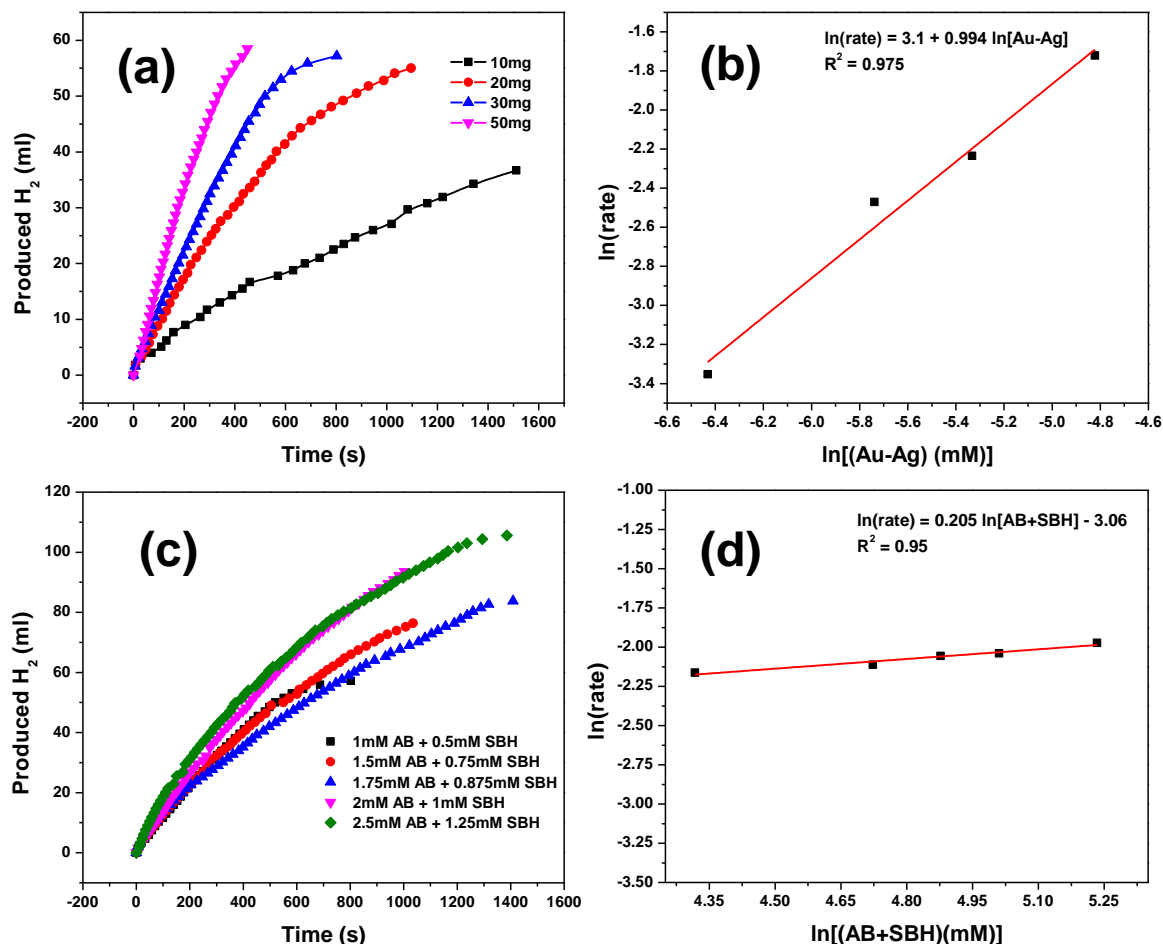 (a)
60
50
40
30
20
10
0
Produced H2 (ml)
10mg
20mg
30mg
50mg
-200 0 200 400 600 800 1000 1200 1400 1600
Time (s)
(b)
-1.6
-1.8
-2.0
-2.2
-2.4
-2.6
-2.8
-3.0
-3.2
-3.4
ln(rate)
ln(rate) = 3.1 + 0.994 ln[Au-Ag]
R2 = 0.975
-6.6 -6.4 -6.2 -6.0 -5.8 -5.6 -5.4 -5.2 -5.0 -4.8 -4.6
ln[(Au-Ag) (mM)]
(c)
120
100
80
60
40
20
0
Produced H2 (ml)
1mM AB + 0.5mM SBH
1.5mM AB + 0.75mM SBH
1.75mM AB + 0.875mM SBH
2mM AB + 1mM SBH
2.5mM AB + 1.25mM SBH
-200 0 200 400 600 800 1000 1200 1400 1600
Time (s)
(d)
-1.00
-1.25
-1.50
-1.75
-2.00
-2.25
-2.50
-2.75
-3.00
-3.25
-3.50
ln(rate)
ln(rate) = 0.205 ln[AB+SBH] - 3.06
R2 = 0.95
4.35 4.50 4.65 4.80 4.95 5.10 5.25
ln[(AB+SBH)(mM)]